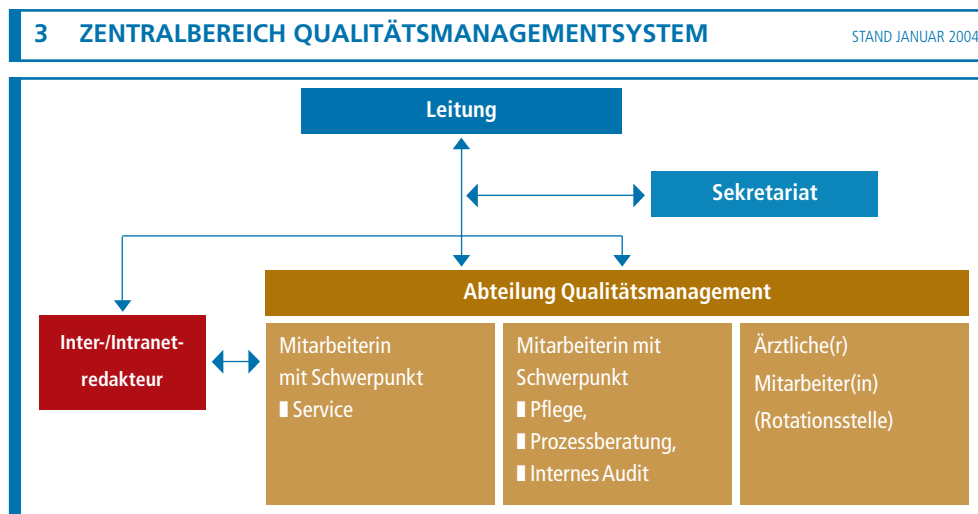 3 ZENTRALBEREICH QUALITÄTSMANAGEMENTSYSTEM STAND JANUAR 2004
Leitung
Sekretariat
Abteilung Qualitätsmanagement
Inter-/Intranet-
redakteur
Mitarbeiterin
mit Schwerpunkt
Service
Mitarbeiterin mit
Schwerpunkt
Pflege,
Prozessberatung,
Internes Audit
Ärztliche(r)
Mitarbeiter(in)
(Rotationsstelle)